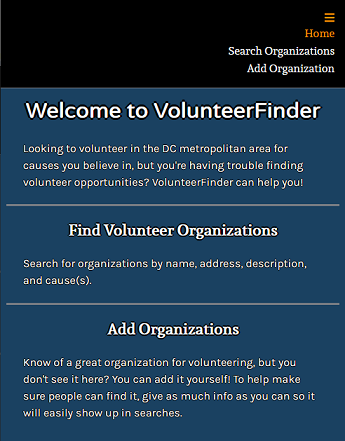 Home
Search Organizations
Add Organization
Welcome to VolunteerFinder
Looking to volunteer in the DC metropolitan area for
causes you believe in, but you're having trouble finding
volunteer opportunities? VolunteerFinder can help you!
Find Volunteer Organizations
Search for organizations by name, address, description,
and cause(s).
Add Organizations
Know of a great organization for volunteering, but you
don't see it here? You can add it yourself! To help make
sure people can find it, give as much info as you can so it
will easily show up in searches.